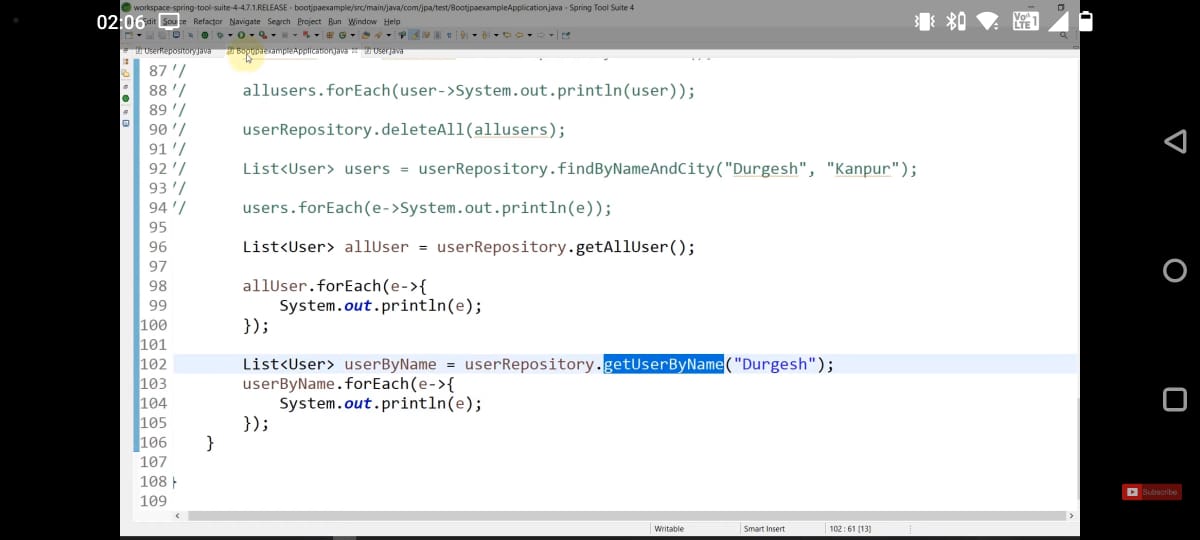 workspace-spring-tool-suite-4-4.7.1.RELEASE - bootjpaexample/src/main/java/com/jpa/test/BootjpaexampleApplication.java - Spring Tool Suite 4
02:06
Edit Source Refactor Navigate Search Project Run Window Help
UserRepository.java BootjpaexampleApplication.java User.java
87 //
88 // allusers.forEach(user->System.out.println(user));
89 //
90 // userRepository.deleteAll(allusers);
91 //
92 // List<User> users = userRepository.findByNameAndCity("Durgesh", "Kanpur");
93 //
94 // users.forEach(e->System.out.println(e));
95
96 List<User> allUser = userRepository.getAllUser();
97
98 allUser.forEach(e->{
99 System.out.println(e);
100 });
101
102 List<User> userByName = userRepository.getUserByName("Durgesh");
103 userByName.forEach(e->{
104 System.out.println(e);
105 });
106 }
107
108 }
109
Writable Smart Insert 102 : 61 [13]
Subscribe